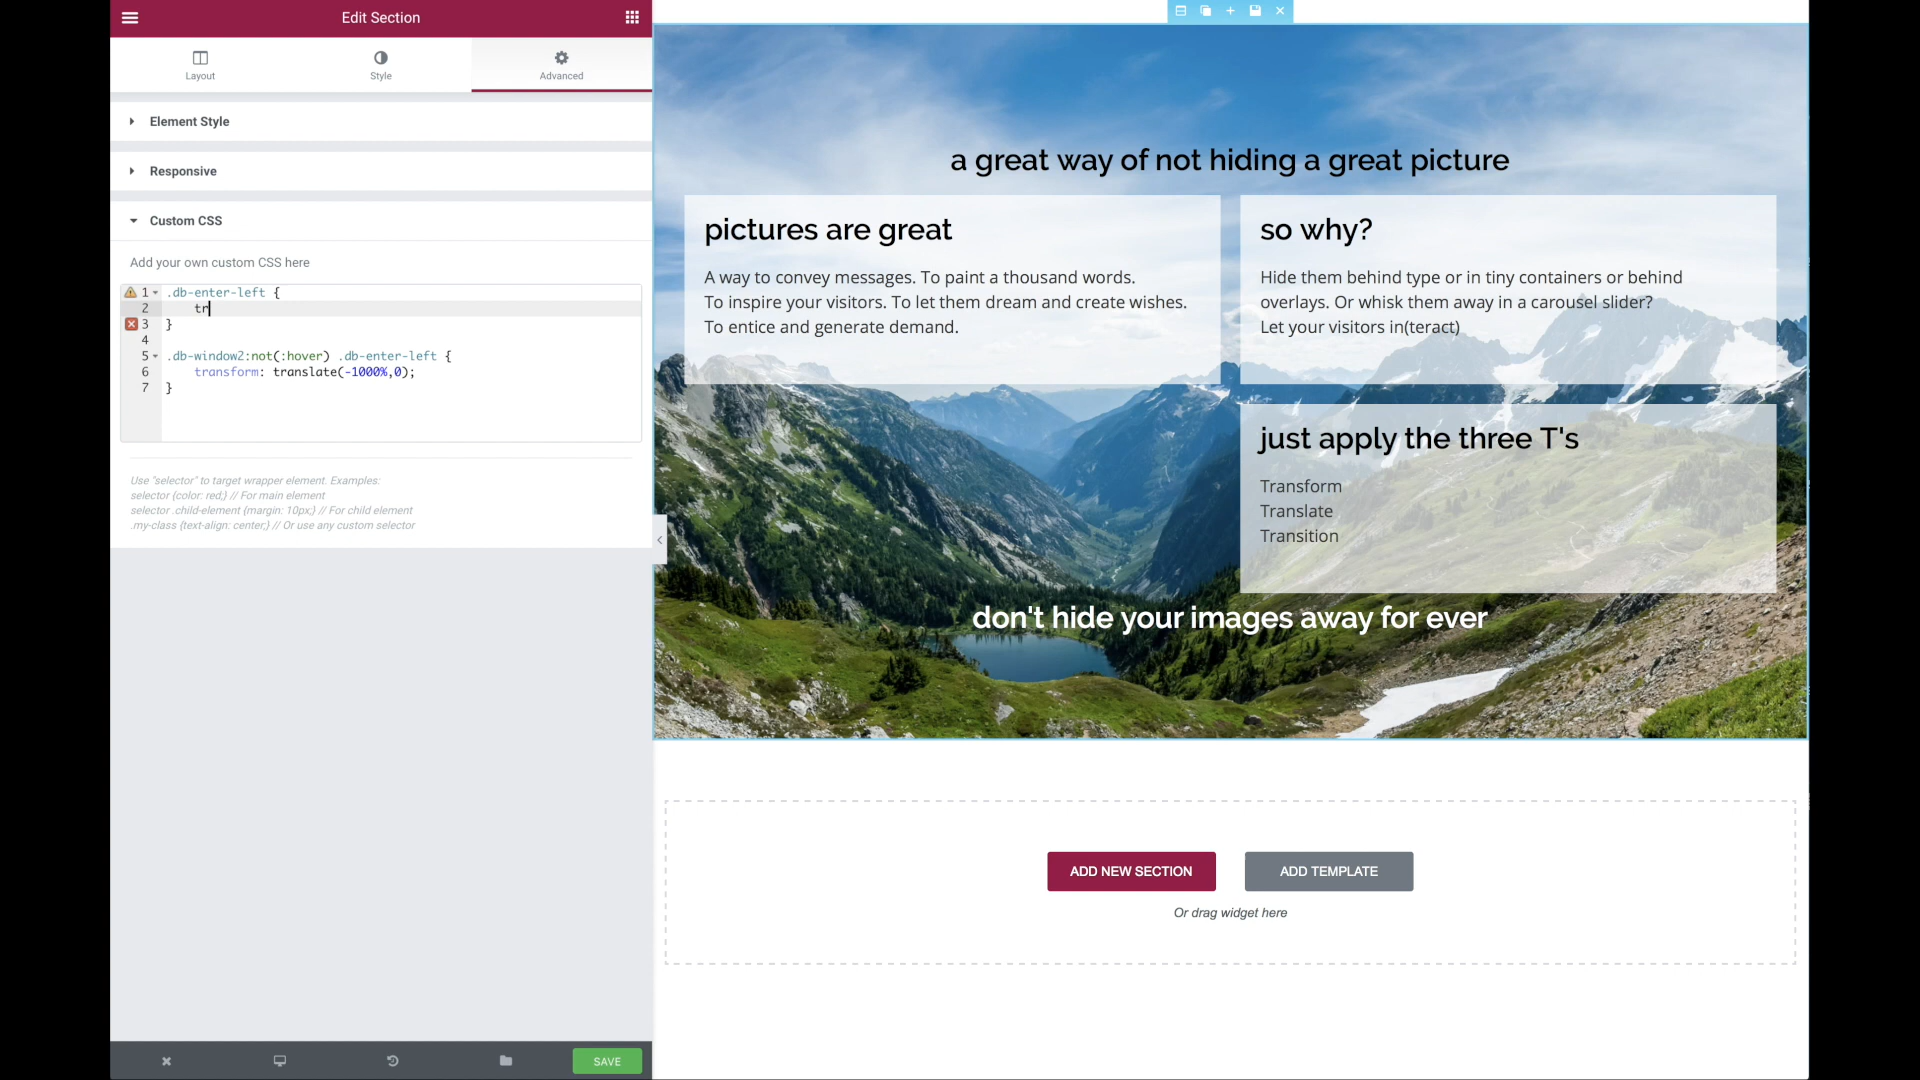 Edit Section
Layout
Style
Advanced
Element Style
Responsive
Custom CSS
Add your own custom CSS here
1 .db-enter-left {
2 tr
3 }
4
5 .db-window2:not(:hover) .db-enter-left {
6 transform: translate(-1000%,0);
7 }
Use "selector" to target wrapper element. Examples:
selector {color: red;} // For main element
selector .child-element {margin: 10px;} // For child element
.my-class {text-align: center;} // Or use any custom selector
SAVE
a great way of not hiding a great picture
pictures are great
A way to convey messages. To paint a thousand words.
To inspire your visitors. To let them dream and create wishes.
To entice and generate demand.
so why?
Hide them behind type or in tiny containers or behind
overlays. Or whisk them away in a carousel slider?
Let your visitors in(teract)
just apply the three T's
Transform
Translate
Transition
don't hide your images away for ever
ADD NEW SECTION
ADD TEMPLATE
Or drag widget here